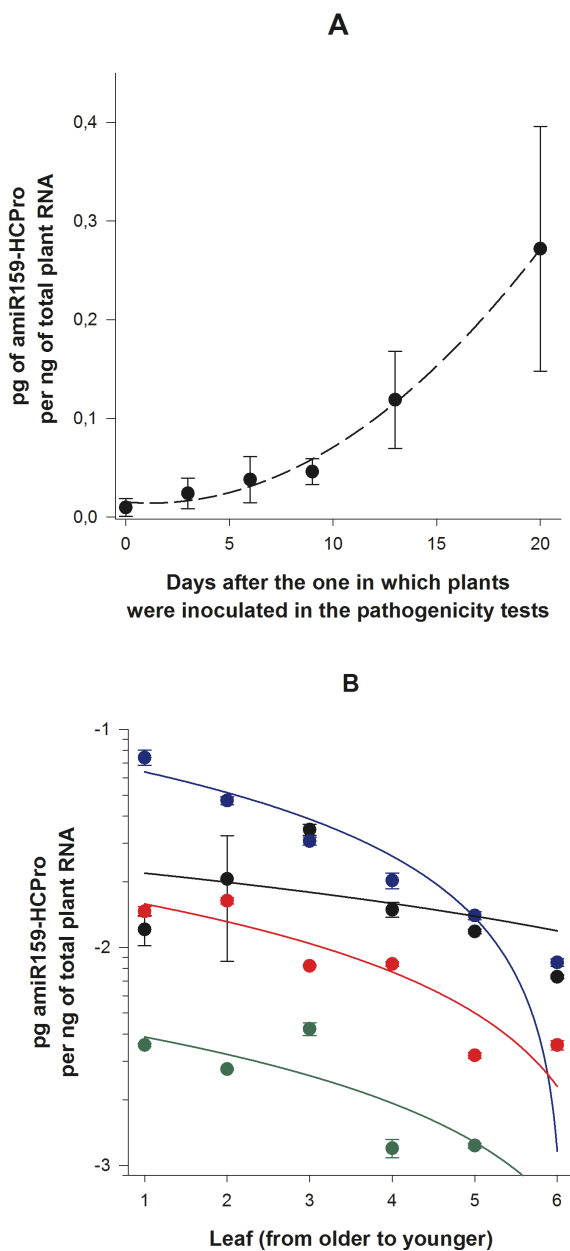 A
0,4
0,3
0,2
0,1
0,0
pg of amiR159-HCPro
per ng of total plant RNA
0
5
10
15
20
Days after the one in which plants
were inoculated in the pathogenicity tests
B
-1
-2
-3
pg amiR159-HCPro
per ng of total plant RNA
1
2
3
4
5
6
Leaf (from older to younger)